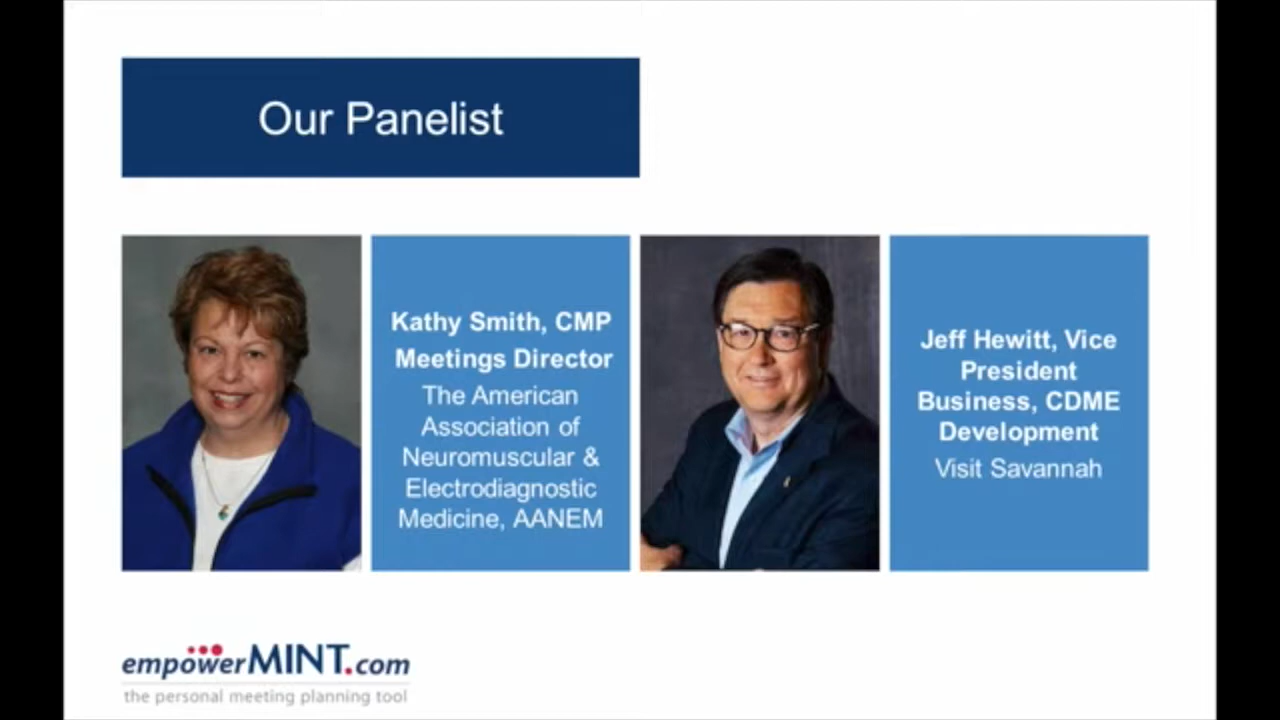 Our Panelist
Kathy Smith, CMP
Meetings Director
The American
Association of
Neuromuscular &
Electrodiagnostic
Medicine, AANEM
Jeff Hewitt, Vice
President
Business, CDME
Development
Visit Savannah
empowerMINT.com
the personal meeting planning tool